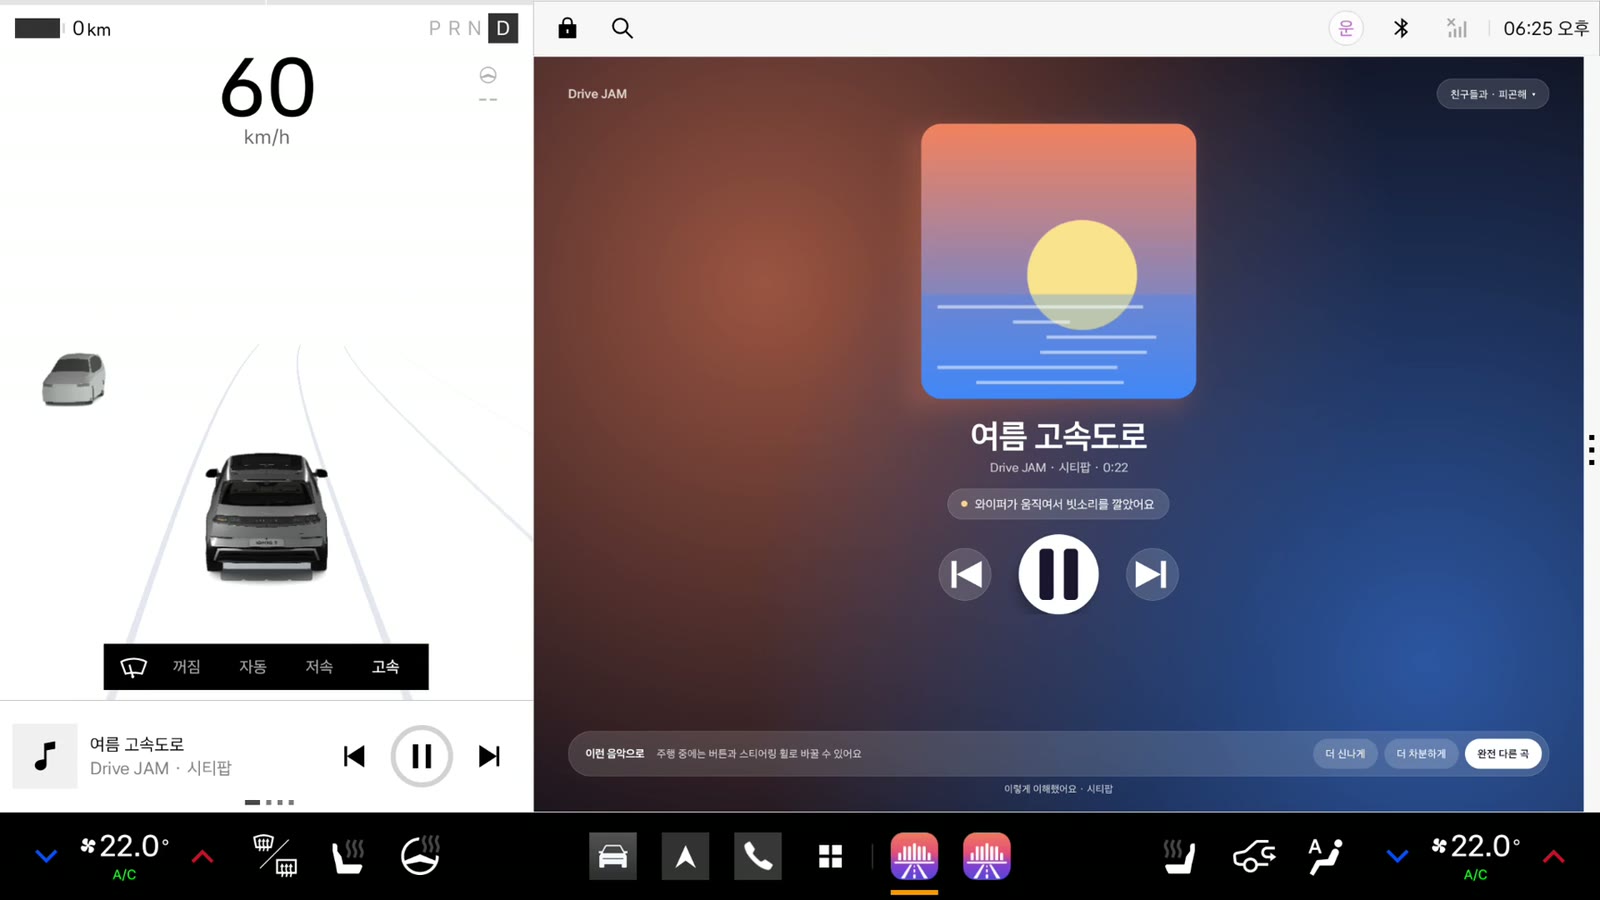 0 km
P R N D
60
km/h
--
꺼짐 자동 저속 고속
여름 고속도로
Drive JAM · 시티팝
운
06:25 오후
Drive JAM
친구들과 · 피곤해
여름 고속도로
Drive JAM · 시티팝 · 0:22
와이퍼가 움직여서 빗소리를 깔았어요
이런 음악으로 주행 중에는 버튼과 스티어링 휠로 바꿀 수 있어요
더 신나게
더 차분하게
완전 다른 곡
이렇게 이해했어요 · 시티팝
22.0°
A/C
A
22.0°
A/C